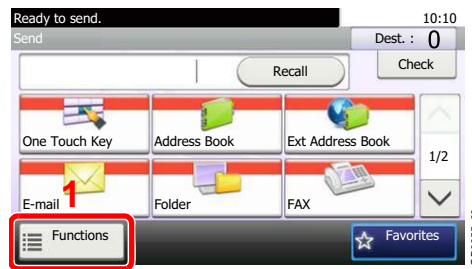 Ready to send.
10:10
Send
Dest. : 0
Recall
Check
One Touch Key
Address Book
Ext Address Book
1/2
E-mail
1
Folder
FAX
Functions
Favorites